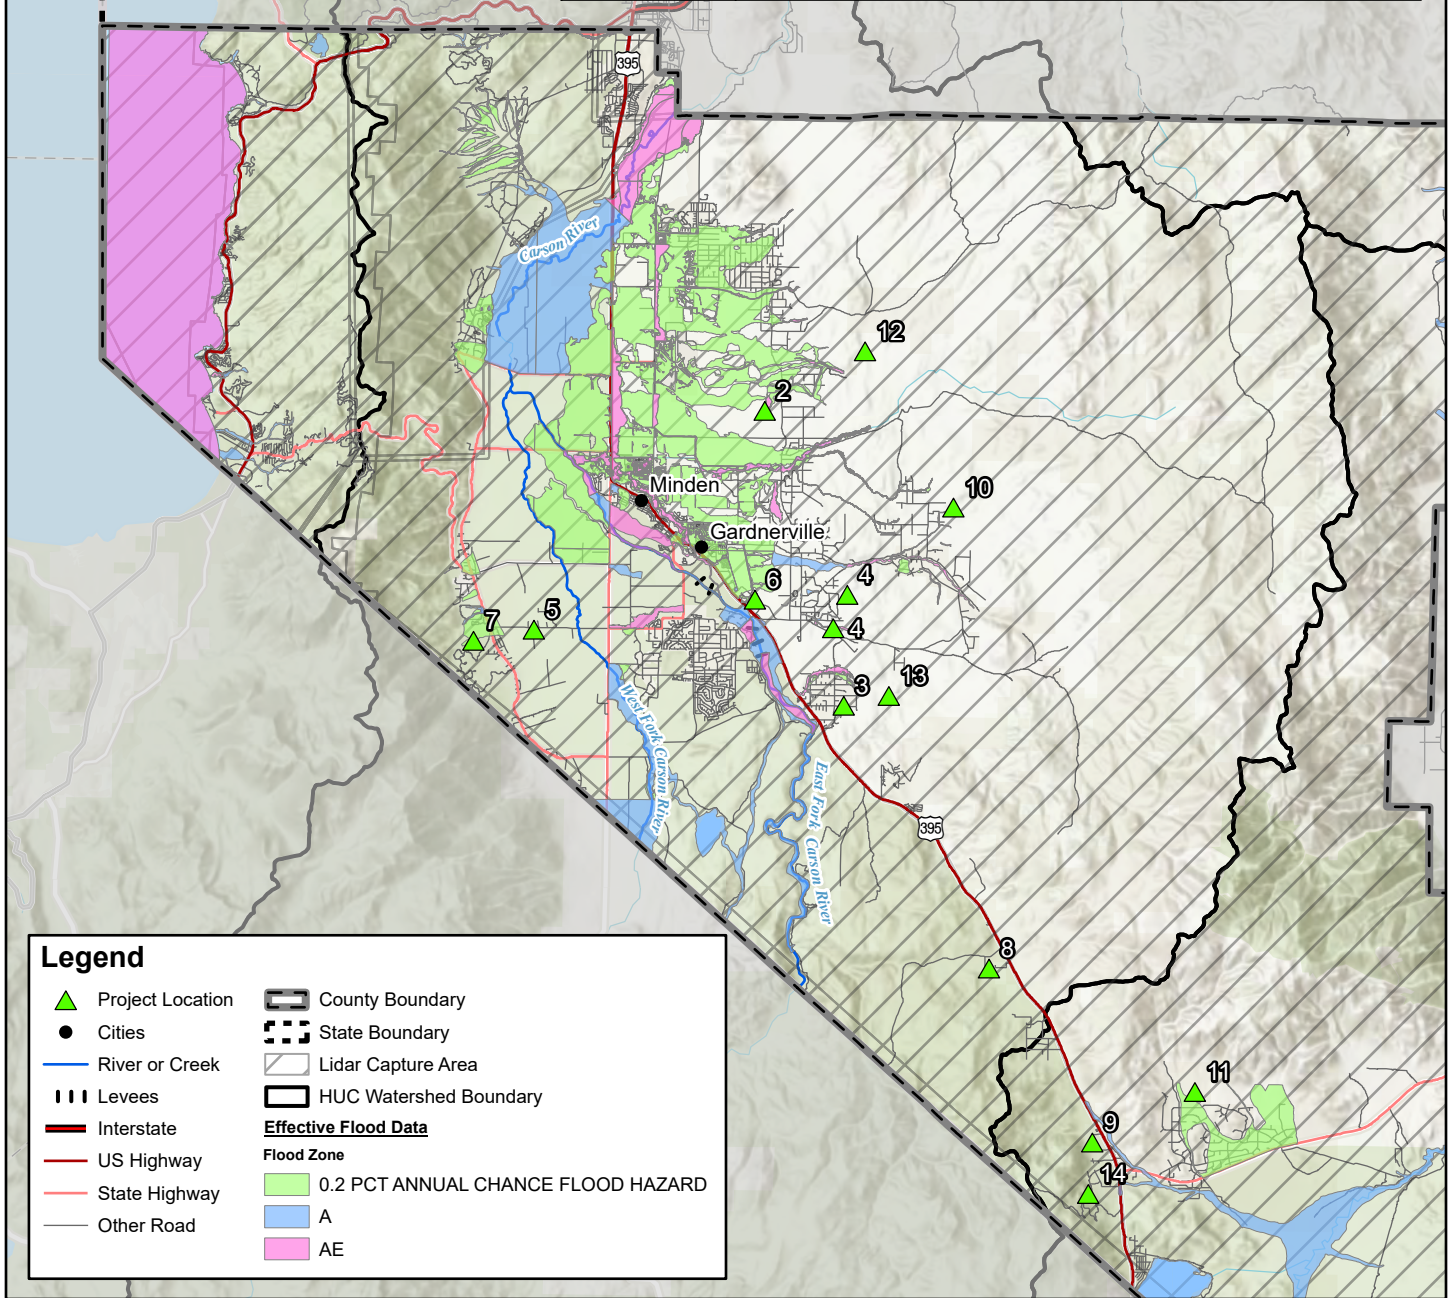 395
Carson River
12
2
Minden
10
Gardnerville
6
4
5
7
4
13
3
West Fork Carson River
East Fork Carson River
395
8
11
9
14
Legend
Project Location
Cities
River or Creek
Levees
Interstate
US Highway
State Highway
Other Road
County Boundary
State Boundary
Lidar Capture Area
HUC Watershed Boundary
Effective Flood Data
Flood Zone
0.2 PCT ANNUAL CHANCE FLOOD HAZARD
A
AE